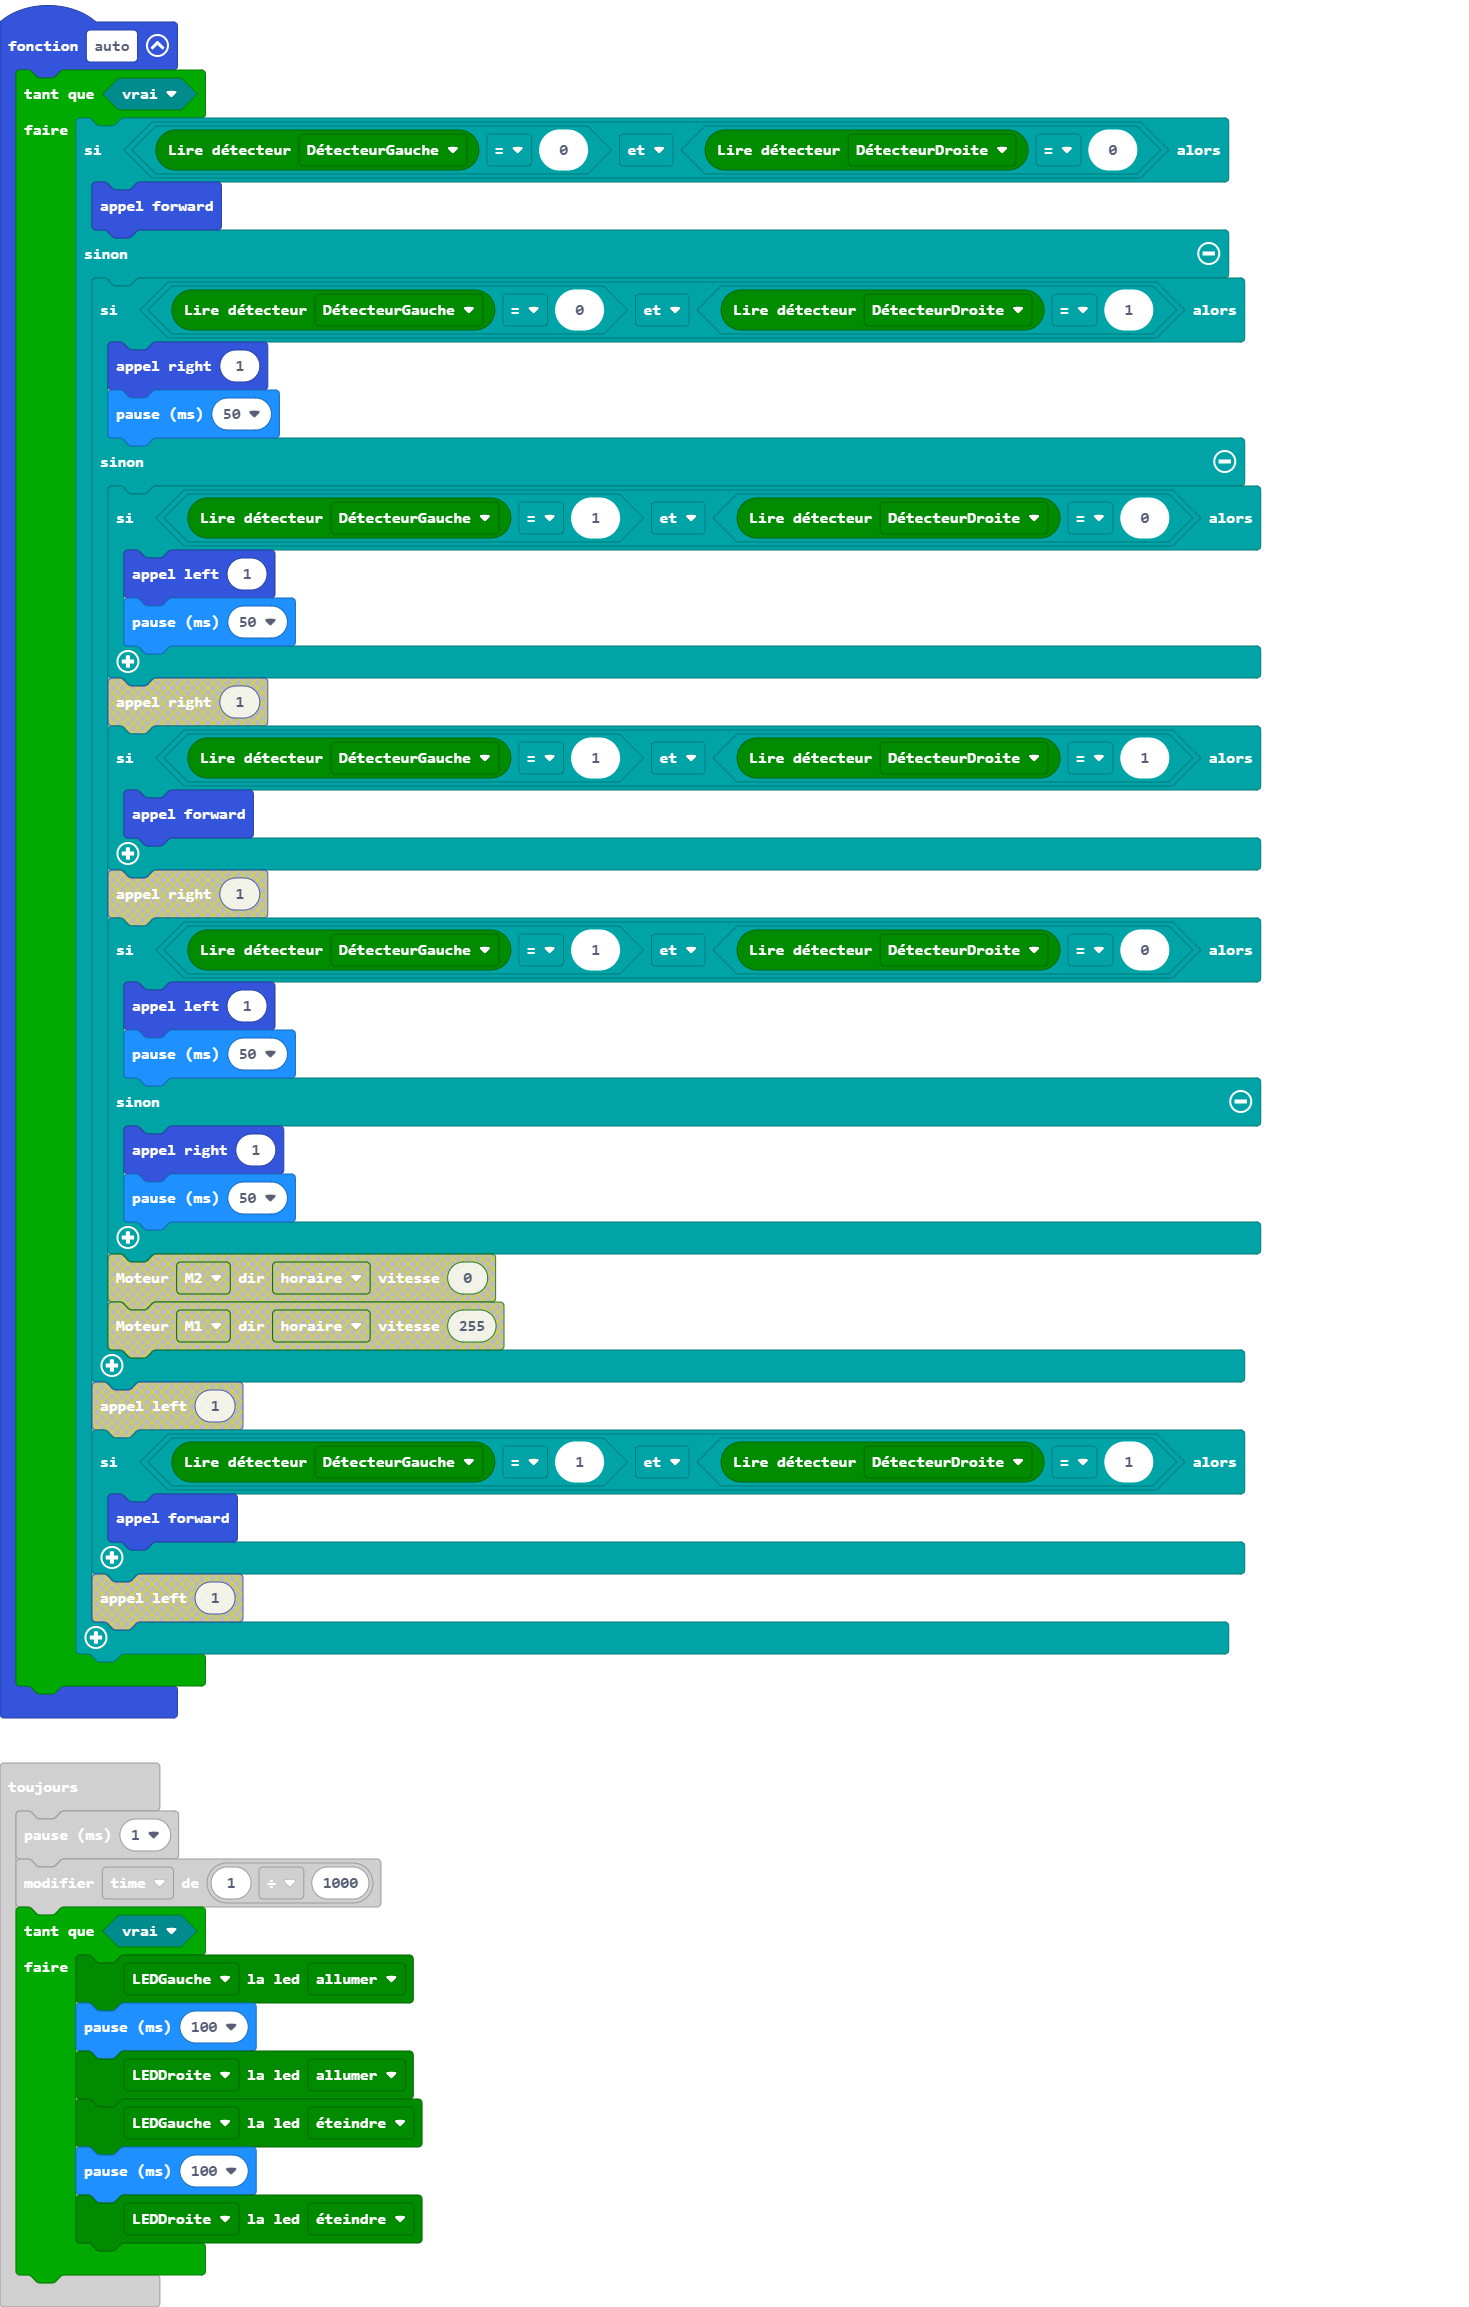 fonction auto
tant que vrai
faire
si Lire détecteur DétecteurGauche = 0 et Lire détecteur DétecteurDroite = 0 alors
appel forward
sinon
si Lire détecteur DétecteurGauche = 0 et Lire détecteur DétecteurDroite = 1 alors
appel right 1
pause (ms) 50
sinon
si Lire détecteur DétecteurGauche = 1 et Lire détecteur DétecteurDroite = 0 alors
appel left 1
pause (ms) 50
appel right 1
si Lire détecteur DétecteurGauche = 1 et Lire détecteur DétecteurDroite = 1 alors
appel forward
appel right 1
si Lire détecteur DétecteurGauche = 1 et Lire détecteur DétecteurDroite = 0 alors
appel left 1
pause (ms) 50
sinon
appel right 1
pause (ms) 50
Moteur M2 dir horaire vitesse 0
Moteur M1 dir horaire vitesse 255
appel left 1
si Lire détecteur DétecteurGauche = 1 et Lire détecteur DétecteurDroite = 1 alors
appel forward
appel left 1
toujours
pause (ms) 1
modifier time de 1 ÷ 1000
tant que vrai
faire
LEDGauche la led allumer
pause (ms) 100
LEDDroite la led allumer
LEDGauche la led éteindre
pause (ms) 100
LEDDroite la led éteindre